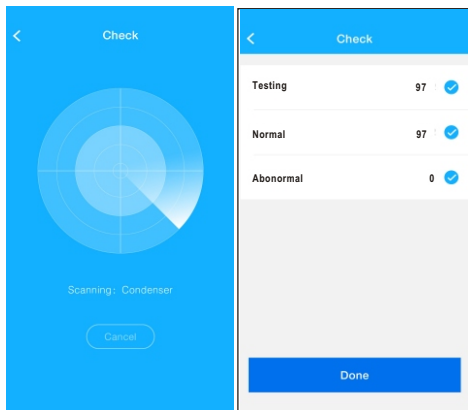 Check
Scanning: Condenser
Cancel
Check
Testing 97
Normal 97
Abonormal 0
Done